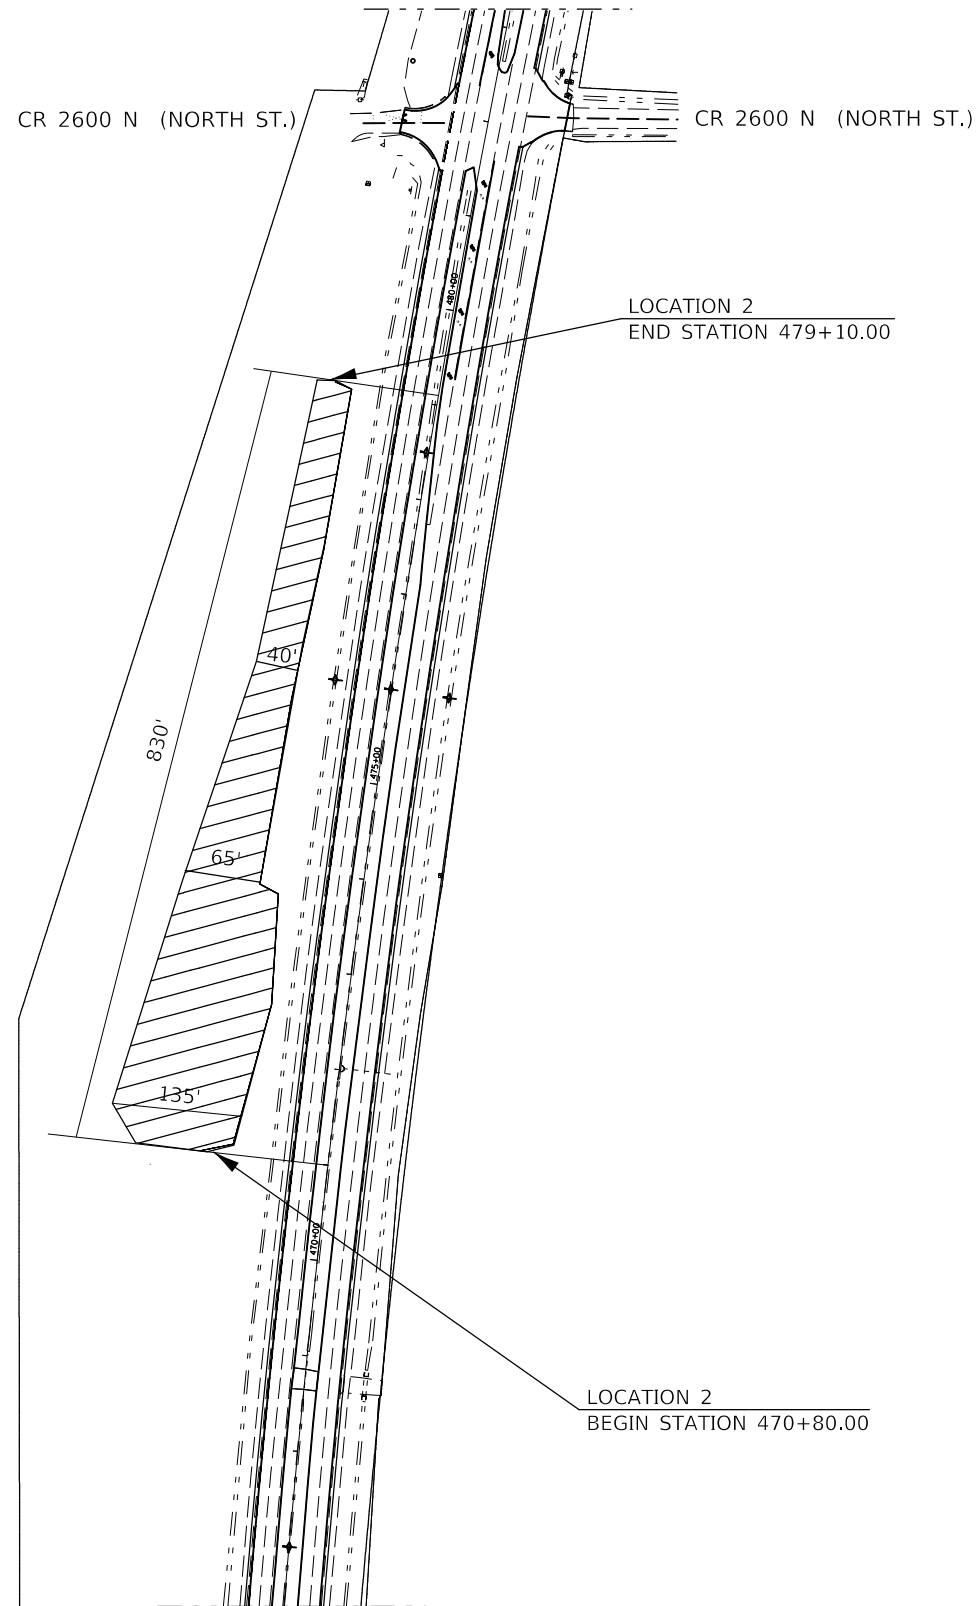 CR 2600 N (NORTH ST.)
CR 2600 N (NORTH ST.)
480+00
LOCATION 2
END STATION 479+10.00
40'
830'
475+00
65'
135'
470+00
LOCATION 2
BEGIN STATION 470+80.00